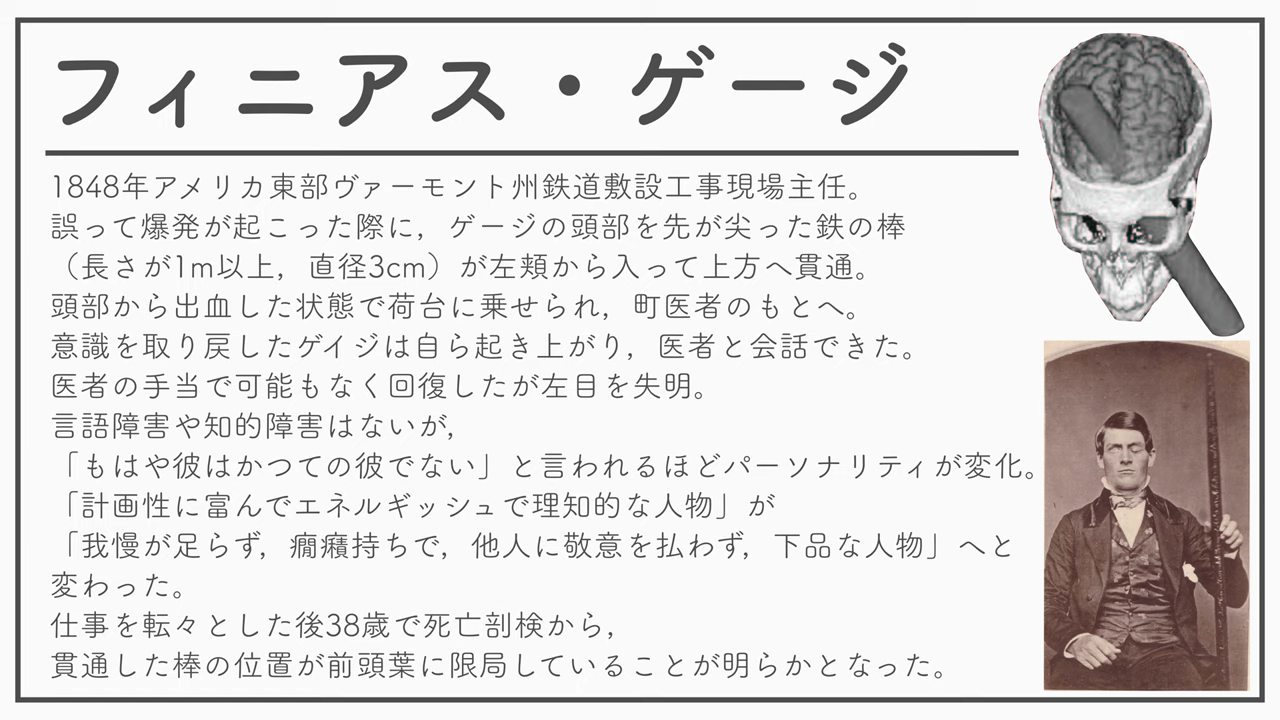 フィニアス・ゲージ
1848年アメリカ東部ヴァーモント州鉄道敷設工事現場主任。
誤って爆発が起こった際に，ゲージの頭部を先が尖った鉄の棒
（長さが1m以上，直径3cm）が左頬から入って上方へ貫通。
頭部から出血した状態で荷台に乗せられ，町医者のもとへ。
意識を取り戻したゲイジは自ら起き上がり，医者と会話できた。
医者の手当で可能もなく回復したが左目を失明。
言語障害や知的障害はないが，
「もはや彼はかつての彼でない」と言われるほどパーソナリティが変化。
「計画性に富んでエネルギッシュで理知的な人物」が
「我慢が足らず，癇癪持ちで，他人に敬意を払わず，下品な人物」へと
変わった。
仕事を転々とした後38歳で死亡剖検から，
貫通した棒の位置が前頭葉に限局していることが明らかとなった。